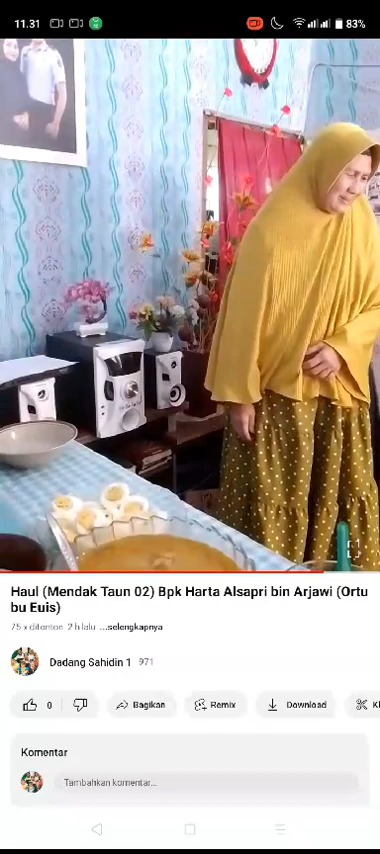 11.31
83%
Haul (Mendak Taun 02) Bpk Harta Alsapri bin Arjawi (Ortu
bu Euis)
75 x ditonton 2 h lalu ...selengkapnya
Dadang Sahidin 1 971
0 Bagikan Remix Download Kl
Komentar
Tambahkan komentar...